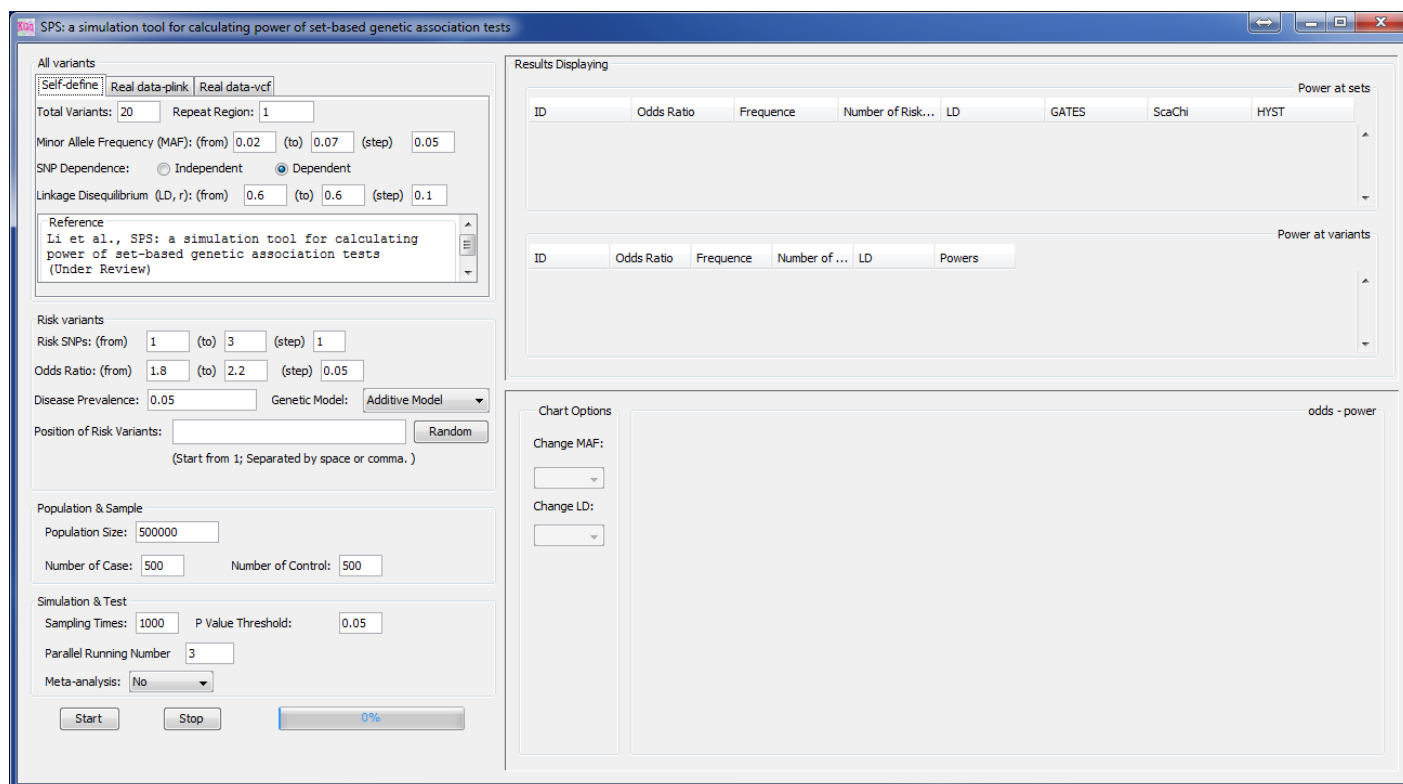 SPS: a simulation tool for calculating power of set-based genetic association tests
All variants
Self-define Real data-plink Real data-vcf
Total Variants: 20 Repeat Region: 1
Minor Allele Frequency (MAF): (from) 0.02 (to) 0.07 (step) 0.05
SNP Dependence: Independent Dependent
Linkage Disequilibrium (LD, r): (from) 0.6 (to) 0.6 (step) 0.1
Reference
Li et al., SPS: a simulation tool for calculating
power of set-based genetic association tests
(Under Review)
Risk variants
Risk SNPs: (from) 1 (to) 3 (step) 1
Odds Ratio: (from) 1.8 (to) 2.2 (step) 0.05
Disease Prevalence: 0.05 Genetic Model: Additive Model
Position of Risk Variants: Random
(Start from 1; Separated by space or comma. )
Population & Sample
Population Size: 500000
Number of Case: 500 Number of Control: 500
Simulation & Test
Sampling Times: 1000 P Value Threshold: 0.05
Parallel Running Number 3
Meta-analysis: No
Start Stop 0%
Results Displaying
Power at sets
ID Odds Ratio Frequence Number of Risk... LD GATES ScaChi HYST
Power at variants
ID Odds Ratio Frequence Number of ... LD Powers
Chart Options
odds - power
Change MAF:
Change LD: